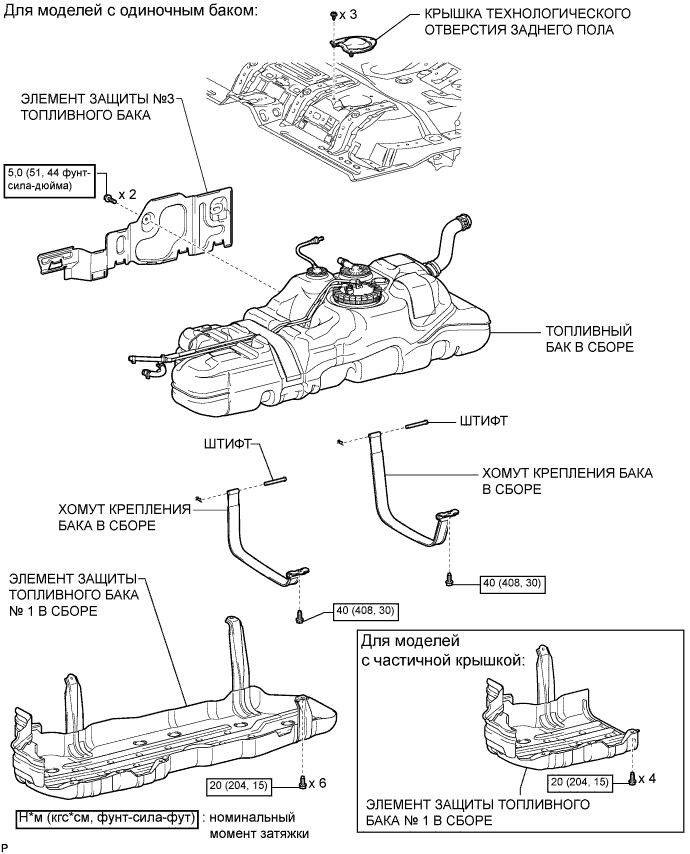 Для моделей с одиночным баком:
x 3
КРЫШКА ТЕХНОЛОГИЧЕСКОГО
ОТВЕРСТИЯ ЗАДНЕГО ПОЛА
ЭЛЕМЕНТ ЗАЩИТЫ №3
ТОПЛИВНОГО БАКА
5,0 (51, 44 фунт-
сила-дюйма)
x 2
ТОПЛИВНЫЙ
БАК В СБОРЕ
ШТИФТ
ШТИФТ
ХОМУТ КРЕПЛЕНИЯ БАКА
В СБОРЕ
ХОМУТ КРЕПЛЕНИЯ
БАКА В СБОРЕ
40 (408, 30)
ЭЛЕМЕНТ ЗАЩИТЫ
ТОПЛИВНОГО БАКА
№ 1 В СБОРЕ
40 (408, 30)
Для моделей
с частичной крышкой:
20 (204, 15)
x 6
20 (204, 15)
x 4
ЭЛЕМЕНТ ЗАЩИТЫ ТОПЛИВНОГО
БАКА № 1 В СБОРЕ
Н*м (кгс*см, фунт-сила-фут) : номинальный
момент затяжки
P